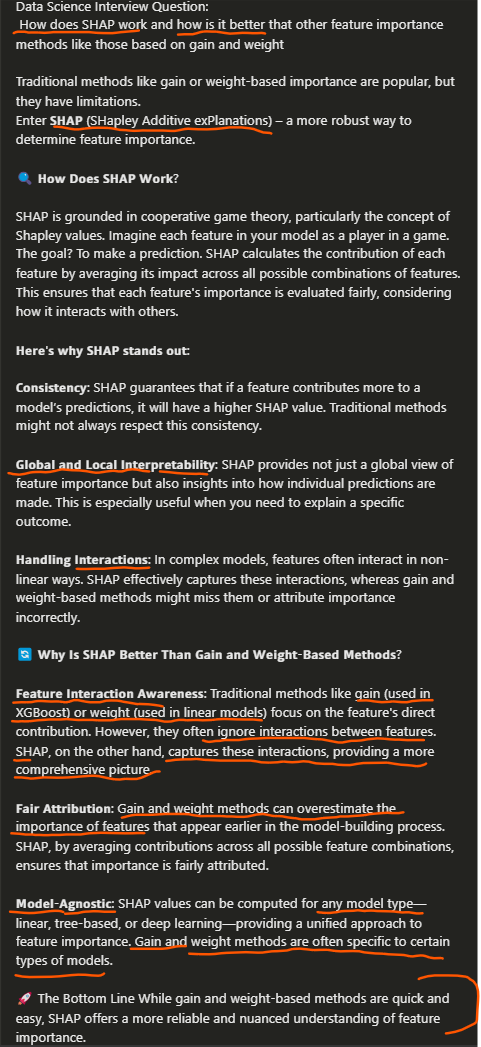 Data Science Interview Question:
How does SHAP work and how is it better that other feature importance
methods like those based on gain and weight
Traditional methods like gain or weight-based importance are popular, but
they have limitations.
Enter SHAP (SHapley Additive exPlanations) – a more robust way to
determine feature importance.
🔍 How Does SHAP Work?
SHAP is grounded in cooperative game theory, particularly the concept of
Shapley values. Imagine each feature in your model as a player in a game.
The goal? To make a prediction. SHAP calculates the contribution of each
feature by averaging its impact across all possible combinations of features.
This ensures that each feature's importance is evaluated fairly, considering
how it interacts with others.
Here's why SHAP stands out:
Consistency: SHAP guarantees that if a feature contributes more to a
model's predictions, it will have a higher SHAP value. Traditional methods
might not always respect this consistency.
Global and Local Interpretability: SHAP provides not just a global view of
feature importance but also insights into how individual predictions are
made. This is especially useful when you need to explain a specific
outcome.
Handling Interactions: In complex models, features often interact in non-
linear ways. SHAP effectively captures these interactions, whereas gain and
weight-based methods might miss them or attribute importance
incorrectly.
🔄 Why Is SHAP Better Than Gain and Weight-Based Methods?
Feature Interaction Awareness: Traditional methods like gain (used in
XGBoost) or weight (used in linear models) focus on the feature's direct
contribution. However, they often ignore interactions between features.
SHAP, on the other hand, captures these interactions, providing a more
comprehensive picture
Fair Attribution: Gain and weight methods can overestimate the
importance of features that appear earlier in the model-building process.
SHAP, by averaging contributions across all possible feature combinations,
ensures that importance is fairly attributed.
Model-Agnostic: SHAP values can be computed for any model type—
linear, tree-based, or deep learning—providing a unified approach to
feature importance. Gain and weight methods are often specific to certain
types of models.
🚀 The Bottom Line While gain and weight-based methods are quick and
easy, SHAP offers a more reliable and nuanced understanding of feature
importance.